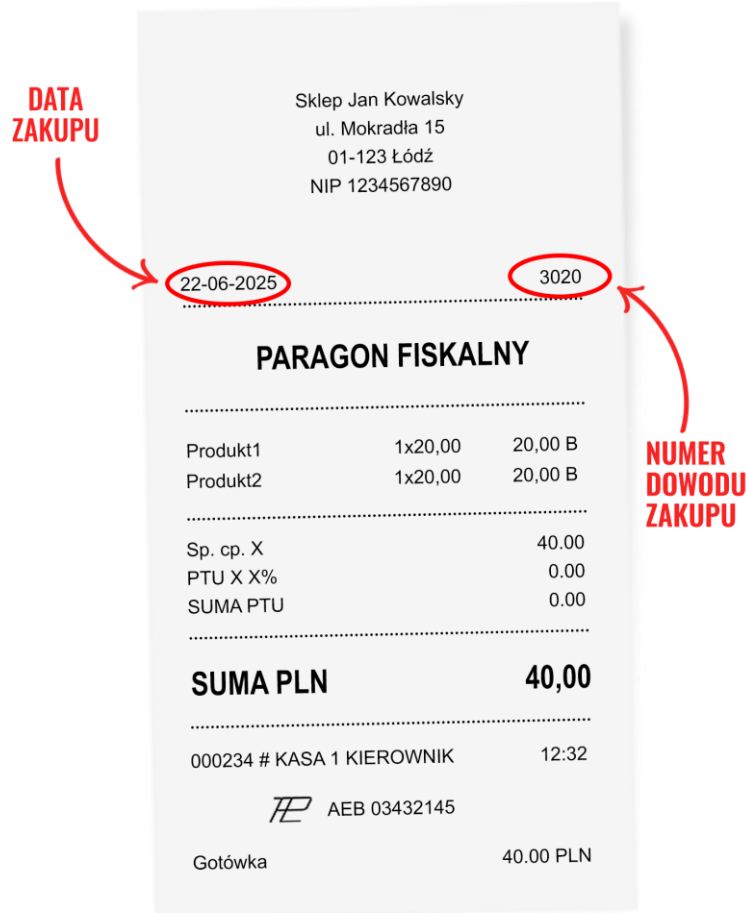 Sklep Jan Kowalsky
ul. Mokradła 15
01-123 Łódź
NIP 1234567890
DATA
ZAKUPU
22-06-2025 3020
PARAGON FISKALNY
Produkt1 1x20,00 20,00 B
Produkt2 1x20,00 20,00 B
NUMER
DOWODU
ZAKUPU
Sp. cp. X 40.00
PTU X X% 0.00
SUMA PTU 0.00
SUMA PLN 40,00
000234 # KASA 1 KIEROWNIK 12:32
AEB 03432145
Gotówka 40.00 PLN